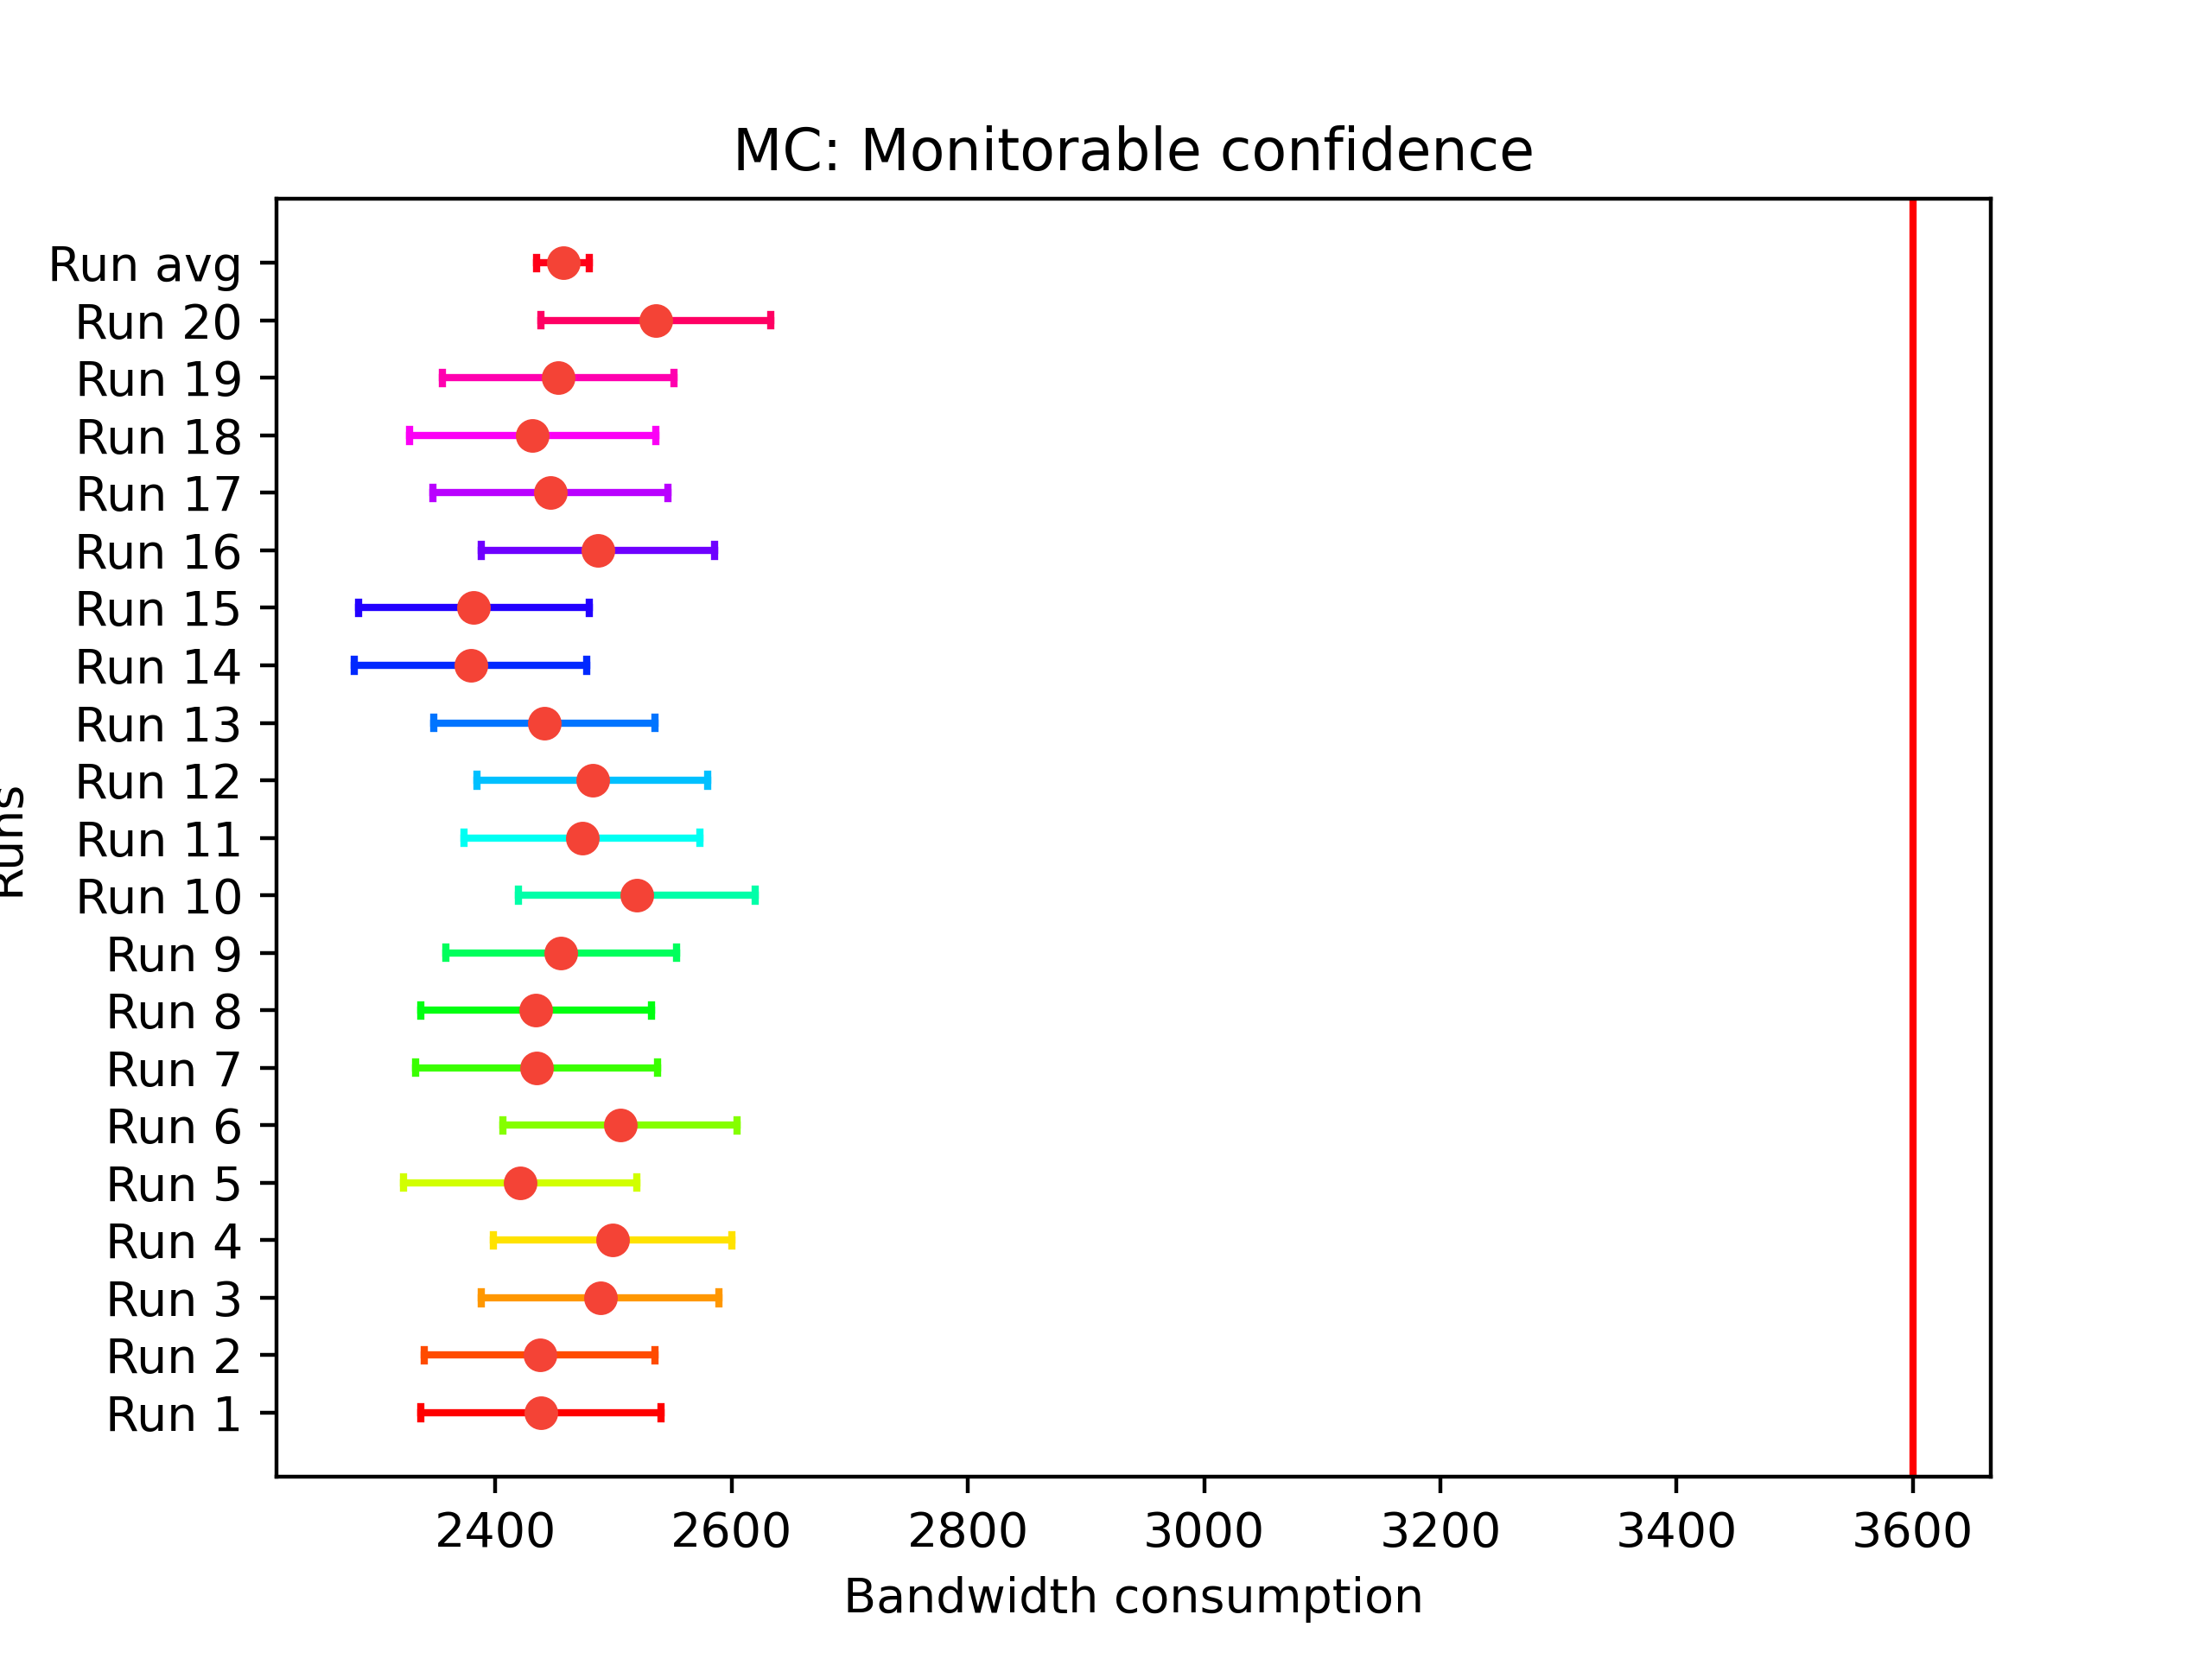 MC: Monitorable confidence
Run avg
Run 20
Run 19
Run 18
Run 17
Run 16
Run 15
Run 14
Run 13
Run 12
Run 11
Run 10
Run 9
Run 8
Run 7
Run 6
Run 5
Run 4
Run 3
Run 2
Run 1
Runs
2400 2600 2800 3000 3200 3400 3600
Bandwidth consumption